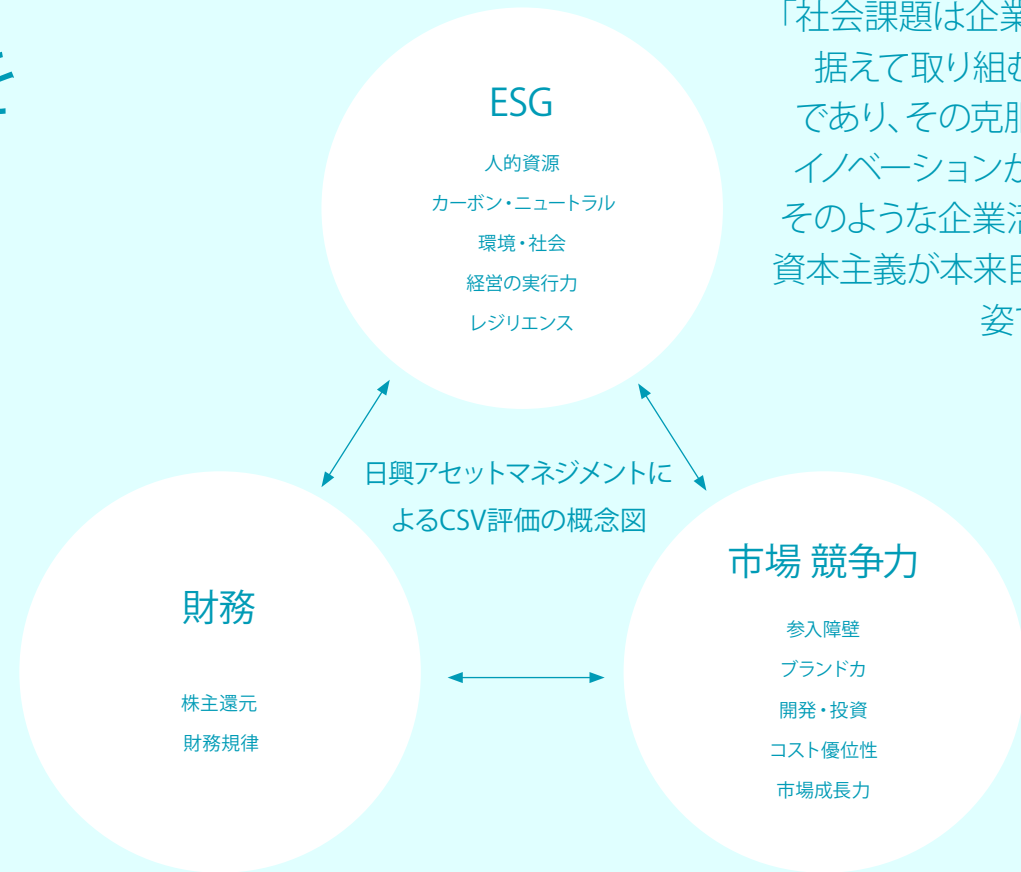 を
「社会課題は企業
据えて取り組む
であり、その克服
イノベーションが
そのような企業活
資本主義が本来目
姿で
ESG
人的資源
カーボン・ニュートラル
環境・社会
経営の実行力
レジリエンス
日興アセットマネジメントに
よるCSV評価の概念図
財務
株主還元
財務規律
市場 競争力
参入障壁
ブランド力
開発・投資
コスト優位性
市場成長力